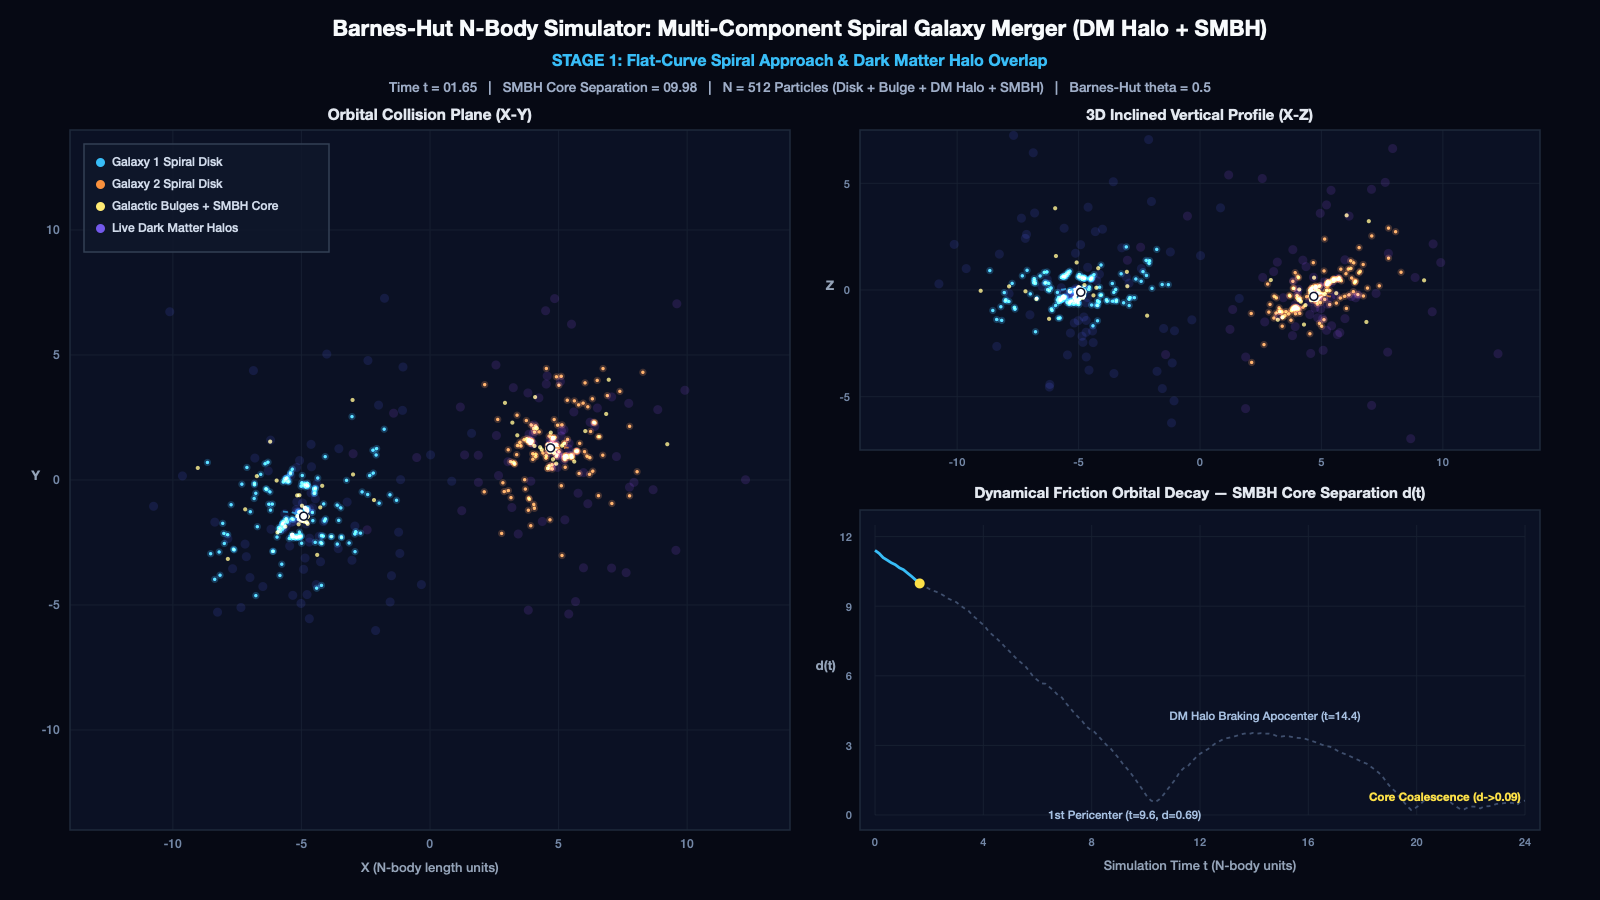 Barnes-Hut N-Body Simulator: Multi-Component Spiral Galaxy Merger (DM Halo + SMBH)
STAGE 1: Flat-Curve Spiral Approach & Dark Matter Halo Overlap
Time t = 01.65 | SMBH Core Separation = 09.98 | N = 512 Particles (Disk + Bulge + DM Halo + SMBH) | Barnes-Hut theta = 0.5
Orbital Collision Plane (X-Y)
Galaxy 1 Spiral Disk
Galaxy 2 Spiral Disk
Galactic Bulges + SMBH Core
Live Dark Matter Halos
10
5
Y
0
-5
-10
-10 -5 0 5 10
X (N-body length units)
3D Inclined Vertical Profile (X-Z)
5
Z
0
-5
-10 -5 0 5 10
Dynamical Friction Orbital Decay — SMBH Core Separation d(t)
12
9
d(t)
6
3
0
DM Halo Braking Apocenter (t=14.4)
Core Coalescence (d->0.09)
1st Pericenter (t=9.6, d=0.69)
0 4 8 12 16 20 24
Simulation Time t (N-body units)